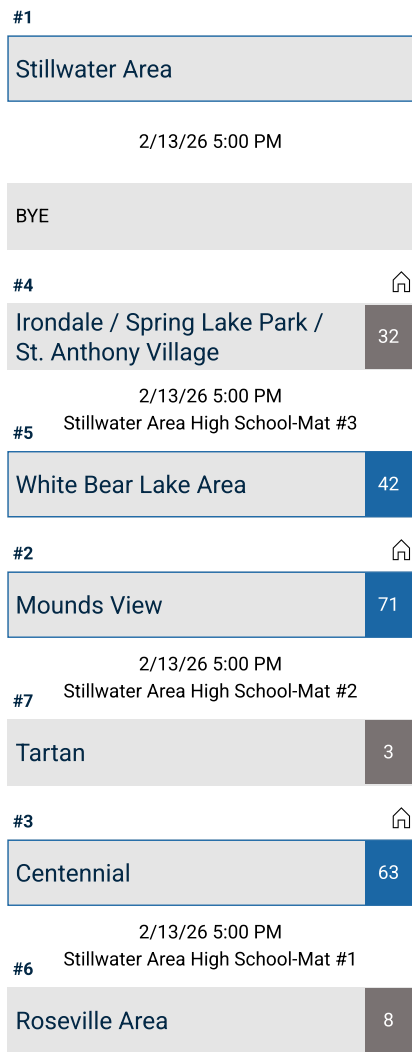 #1
Stillwater Area
2/13/26 5:00 PM
BYE
#4
Irondale / Spring Lake Park /
St. Anthony Village
32
2/13/26 5:00 PM
Stillwater Area High School-Mat #3
#5
White Bear Lake Area
42
#2
Mounds View
71
2/13/26 5:00 PM
Stillwater Area High School-Mat #2
#7
Tartan
3
#3
Centennial
63
2/13/26 5:00 PM
Stillwater Area High School-Mat #1
#6
Roseville Area
8